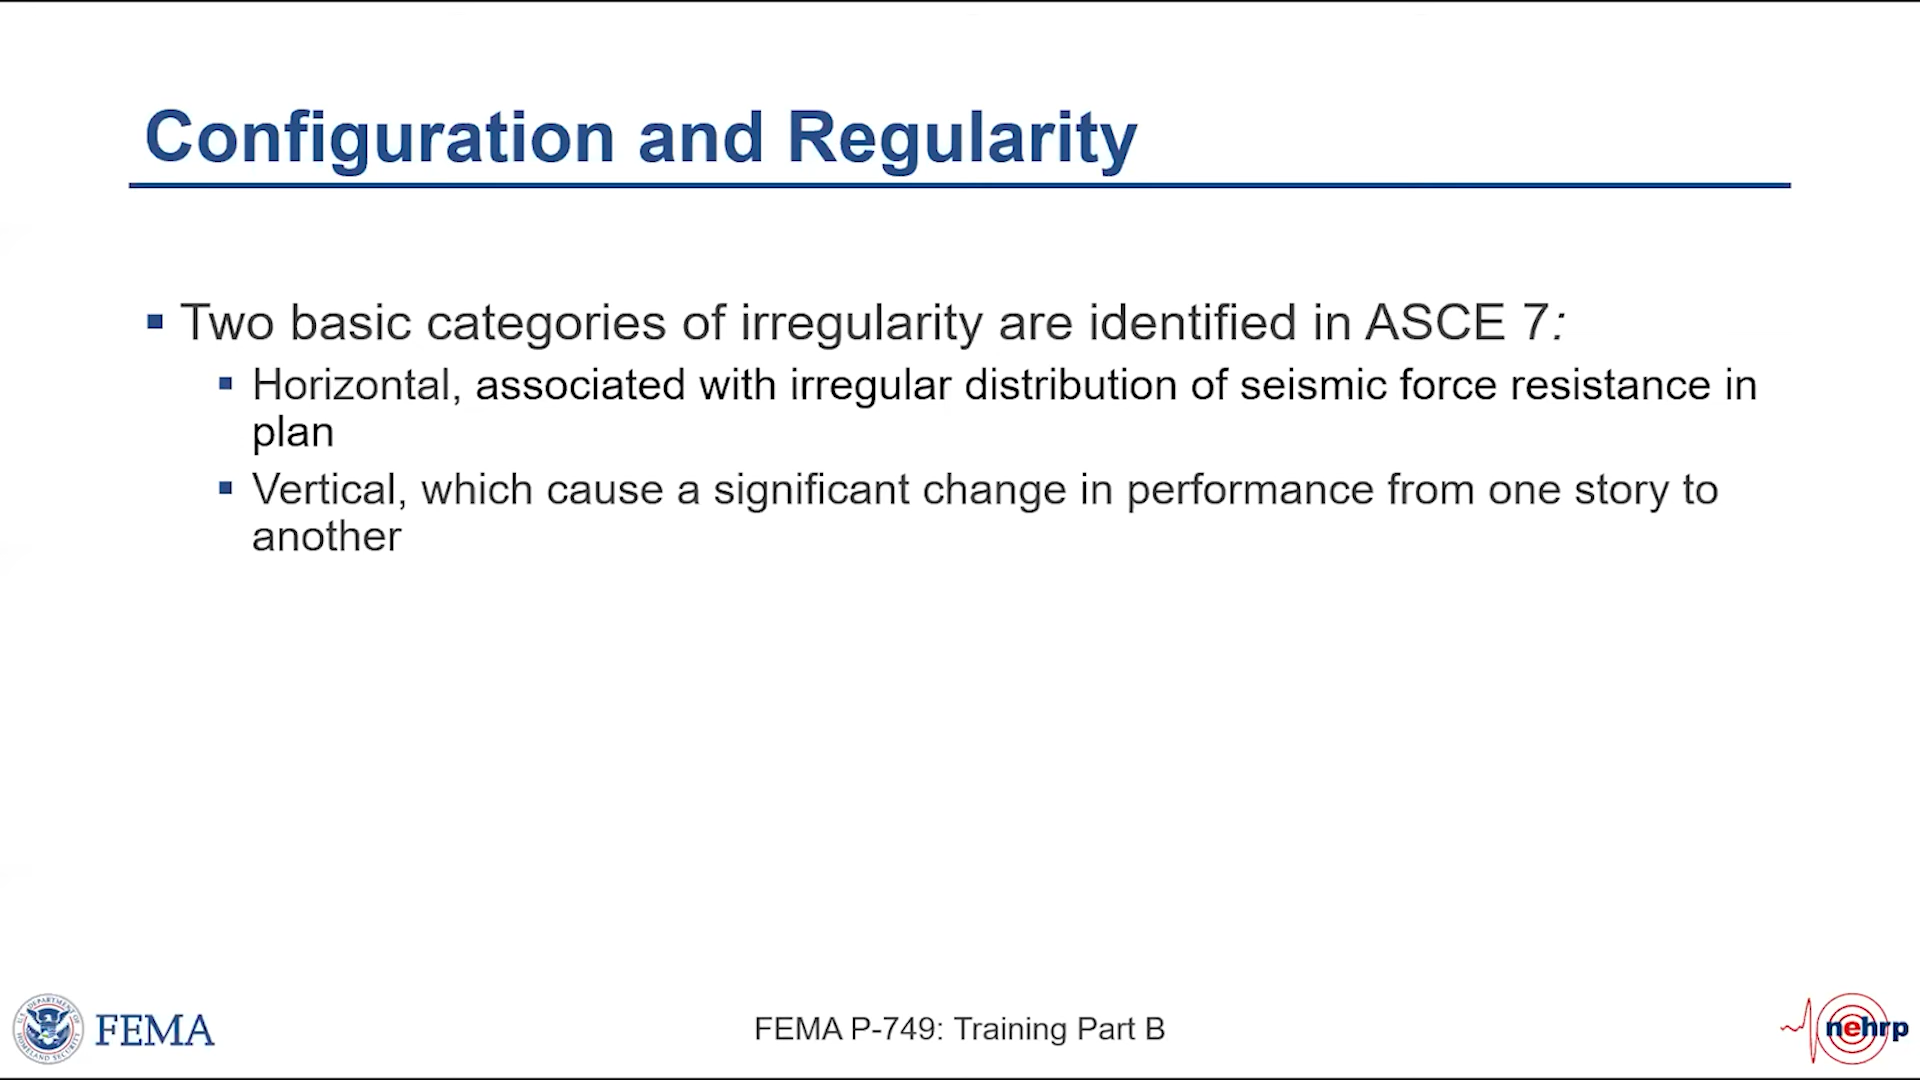 Configuration and Regularity
▪ Two basic categories of irregularity are identified in ASCE 7:
▪ Horizontal, associated with irregular distribution of seismic force resistance in
plan
▪ Vertical, which cause a significant change in performance from one story to
another
FEMA
FEMA P-749: Training Part B
nehrp